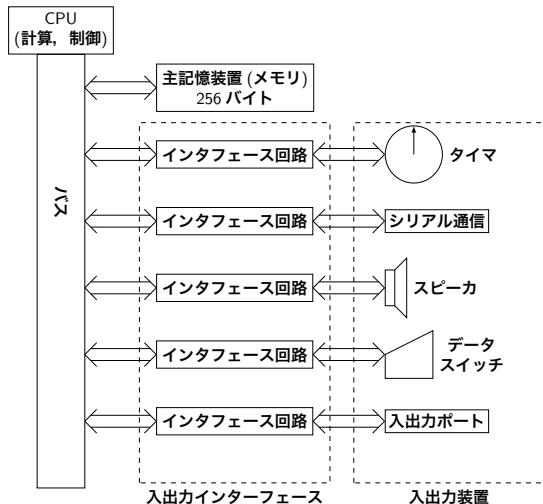 CPU
(計算，制御)
主記憶装置 (メモリ)
256 バイト
バス
インタフェース回路
タイマ
インタフェース回路
シリアル通信
インタフェース回路
スピーカ
インタフェース回路
データ
スイッチ
インタフェース回路
入出力ポート
入出力インターフェース
入出力装置